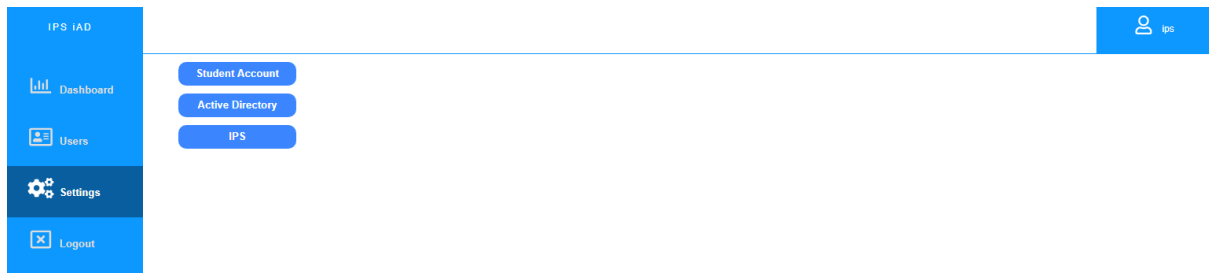 IPS iAD
ips
Dashboard
Users
Settings
Logout
Student Account
Active Directory
IPS